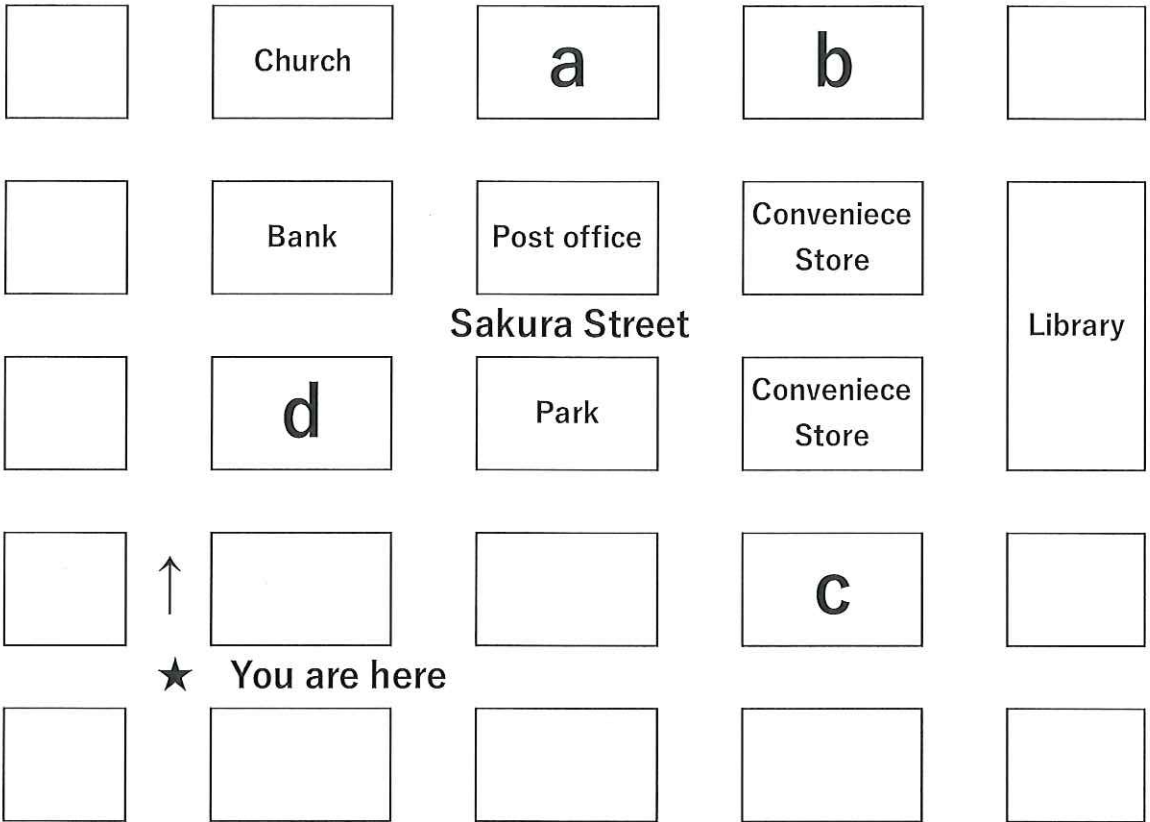 Church
a
b
Bank
Post office
Conveniece
Store
Sakura Street
Library
d
Park
Conveniece
Store
c
↑
★ You are here